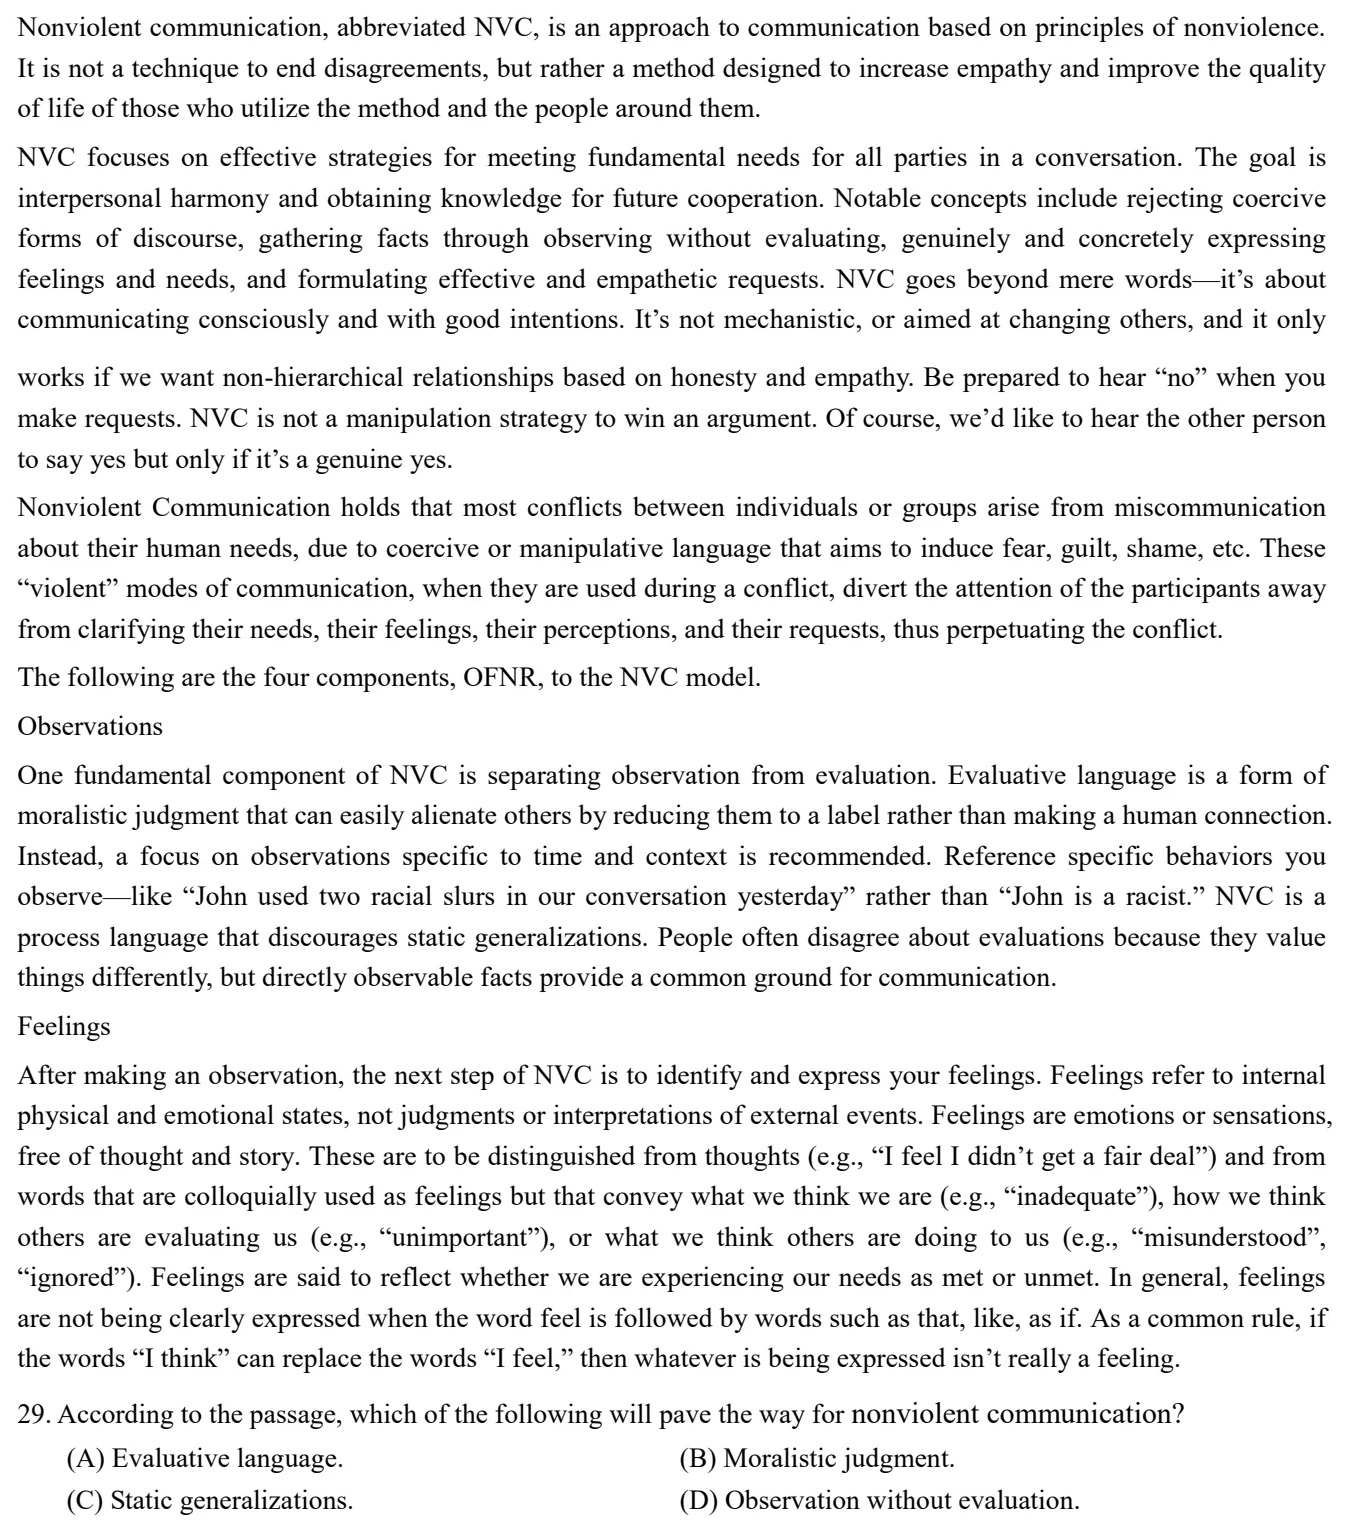 Nonviolent communication, abbreviated NVC, is an approach to communication based on principles of nonviolence.
It is not a technique to end disagreements, but rather a method designed to increase empathy and improve the quality
of life of those who utilize the method and the people around them.
NVC focuses on effective strategies for meeting fundamental needs for all parties in a conversation. The goal is
interpersonal harmony and obtaining knowledge for future cooperation. Notable concepts include rejecting coercive
forms of discourse, gathering facts through observing without evaluating, genuinely and concretely expressing
feelings and needs, and formulating effective and empathetic requests. NVC goes beyond mere words—it’s about
communicating consciously and with good intentions. It’s not mechanistic, or aimed at changing others, and it only
works if we want non-hierarchical relationships based on honesty and empathy. Be prepared to hear “no” when you
make requests. NVC is not a manipulation strategy to win an argument. Of course, we’d like to hear the other person
to say yes but only if it’s a genuine yes.
Nonviolent Communication holds that most conflicts between individuals or groups arise from miscommunication
about their human needs, due to coercive or manipulative language that aims to induce fear, guilt, shame, etc. These
“violent” modes of communication, when they are used during a conflict, divert the attention of the participants away
from clarifying their needs, their feelings, their perceptions, and their requests, thus perpetuating the conflict.
The following are the four components, OFNR, to the NVC model.
Observations
One fundamental component of NVC is separating observation from evaluation. Evaluative language is a form of
moralistic judgment that can easily alienate others by reducing them to a label rather than making a human connection.
Instead, a focus on observations specific to time and context is recommended. Reference specific behaviors you
observe—like “John used two racial slurs in our conversation yesterday” rather than “John is a racist.” NVC is a
process language that discourages static generalizations. People often disagree about evaluations because they value
things differently, but directly observable facts provide a common ground for communication.
Feelings
After making an observation, the next step of NVC is to identify and express your feelings. Feelings refer to internal
physical and emotional states, not judgments or interpretations of external events. Feelings are emotions or sensations,
free of thought and story. These are to be distinguished from thoughts (e.g., “I feel I didn’t get a fair deal”) and from
words that are colloquially used as feelings but that convey what we think we are (e.g., “inadequate”), how we think
others are evaluating us (e.g., “unimportant”), or what we think others are doing to us (e.g., “misunderstood”,
“ignored”). Feelings are said to reflect whether we are experiencing our needs as met or unmet. In general, feelings
are not being clearly expressed when the word feel is followed by words such as that, like, as if. As a common rule, if
the words “I think” can replace the words “I feel,” then whatever is being expressed isn’t really a feeling.
29. According to the passage, which of the following will pave the way for nonviolent communication?
(A) Evaluative language. (B) Moralistic judgment.
(C) Static generalizations. (D) Observation without evaluation.